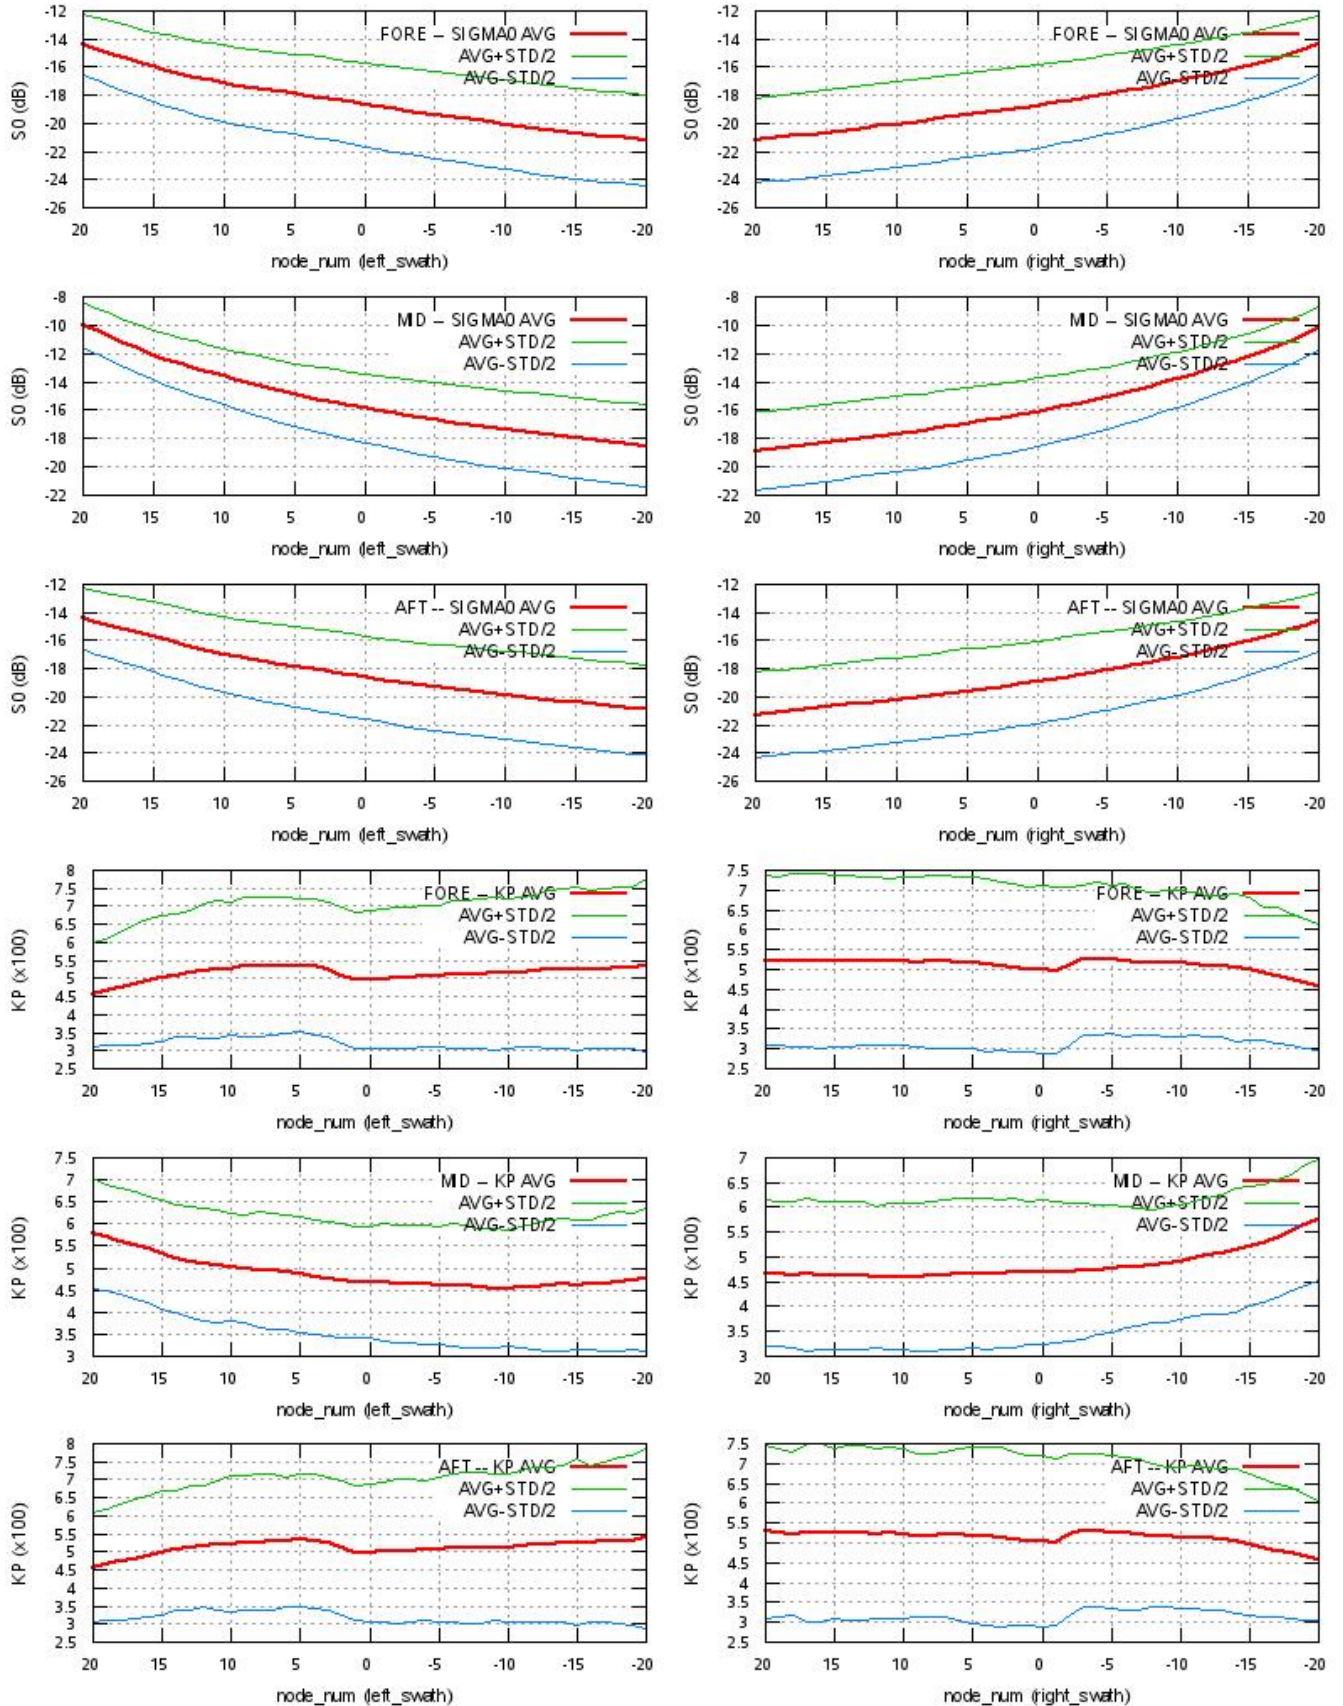 -12
-14
-16
-18
-20
-22
-24
-26
S0 (dB)
FORE -- SIGMA0 AVG
AVG+STD/2
AVG-STD/2
20 15 10 5 0 -5 -10 -15 -20
node_num (left_swath)
-12
-14
-16
-18
-20
-22
-24
-26
S0 (dB)
FORE -- SIGMA0 AVG
AVG+STD/2
AVG-STD/2
20 15 10 5 0 -5 -10 -15 -20
node_num (right_swath)
-8
-10
-12
-14
-16
-18
-20
-22
S0 (dB)
MID -- SIGMA0 AVG
AVG+STD/2
AVG-STD/2
20 15 10 5 0 -5 -10 -15 -20
node_num (left_swath)
-8
-10
-12
-14
-16
-18
-20
-22
S0 (dB)
MID -- SIGMA0 AVG
AVG+STD/2
AVG-STD/2
20 15 10 5 0 -5 -10 -15 -20
node_num (right_swath)
-12
-14
-16
-18
-20
-22
-24
-26
S0 (dB)
AFT -- SIGMA0 AVG
AVG+STD/2
AVG-STD/2
20 15 10 5 0 -5 -10 -15 -20
node_num (left_swath)
-12
-14
-16
-18
-20
-22
-24
-26
S0 (dB)
AFT -- SIGMA0 AVG
AVG+STD/2
AVG-STD/2
20 15 10 5 0 -5 -10 -15 -20
node_num (right_swath)
8
7.5
7
6.5
6
5.5
5
4.5
4
3.5
3
2.5
KP (x100)
FORE -- KP AVG
AVG+STD/2
AVG-STD/2
20 15 10 5 0 -5 -10 -15 -20
node_num (left_swath)
7.5
7
6.5
6
5.5
5
4.5
4
3.5
3
2.5
KP (x100)
FORE -- KP AVG
AVG+STD/2
AVG-STD/2
20 15 10 5 0 -5 -10 -15 -20
node_num (right_swath)
7.5
7
6.5
6
5.5
5
4.5
4
3.5
3
KP (x100)
MID -- KP AVG
AVG+STD/2
AVG-STD/2
20 15 10 5 0 -5 -10 -15 -20
node_num (left_swath)
7
6.5
6
5.5
5
4.5
4
3.5
3
KP (x100)
MID -- KP AVG
AVG+STD/2
AVG-STD/2
20 15 10 5 0 -5 -10 -15 -20
node_num (right_swath)
8
7.5
7
6.5
6
5.5
5
4.5
4
3.5
3
2.5
KP (x100)
AFT -- KP AVG
AVG+STD/2
AVG-STD/2
20 15 10 5 0 -5 -10 -15 -20
node_num (left_swath)
7.5
7
6.5
6
5.5
5
4.5
4
3.5
3
2.5
KP (x100)
AFT -- KP AVG
AVG+STD/2
AVG-STD/2
20 15 10 5 0 -5 -10 -15 -20
node_num (right_swath)